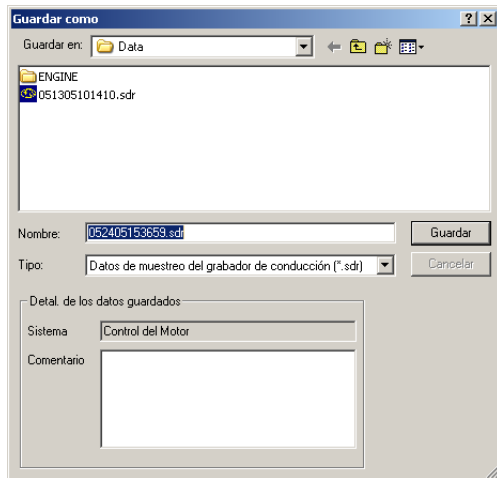 Guardar como
Guardar en: Data
ENGINE
051305101410.sdr
Nombre: 052405153659.sdr Guardar
Tipo: Datos de muestreo del grabador de conducción (*.sdr) Cancelar
Detal. de los datos guardados
Sistema Control del Motor
Comentario